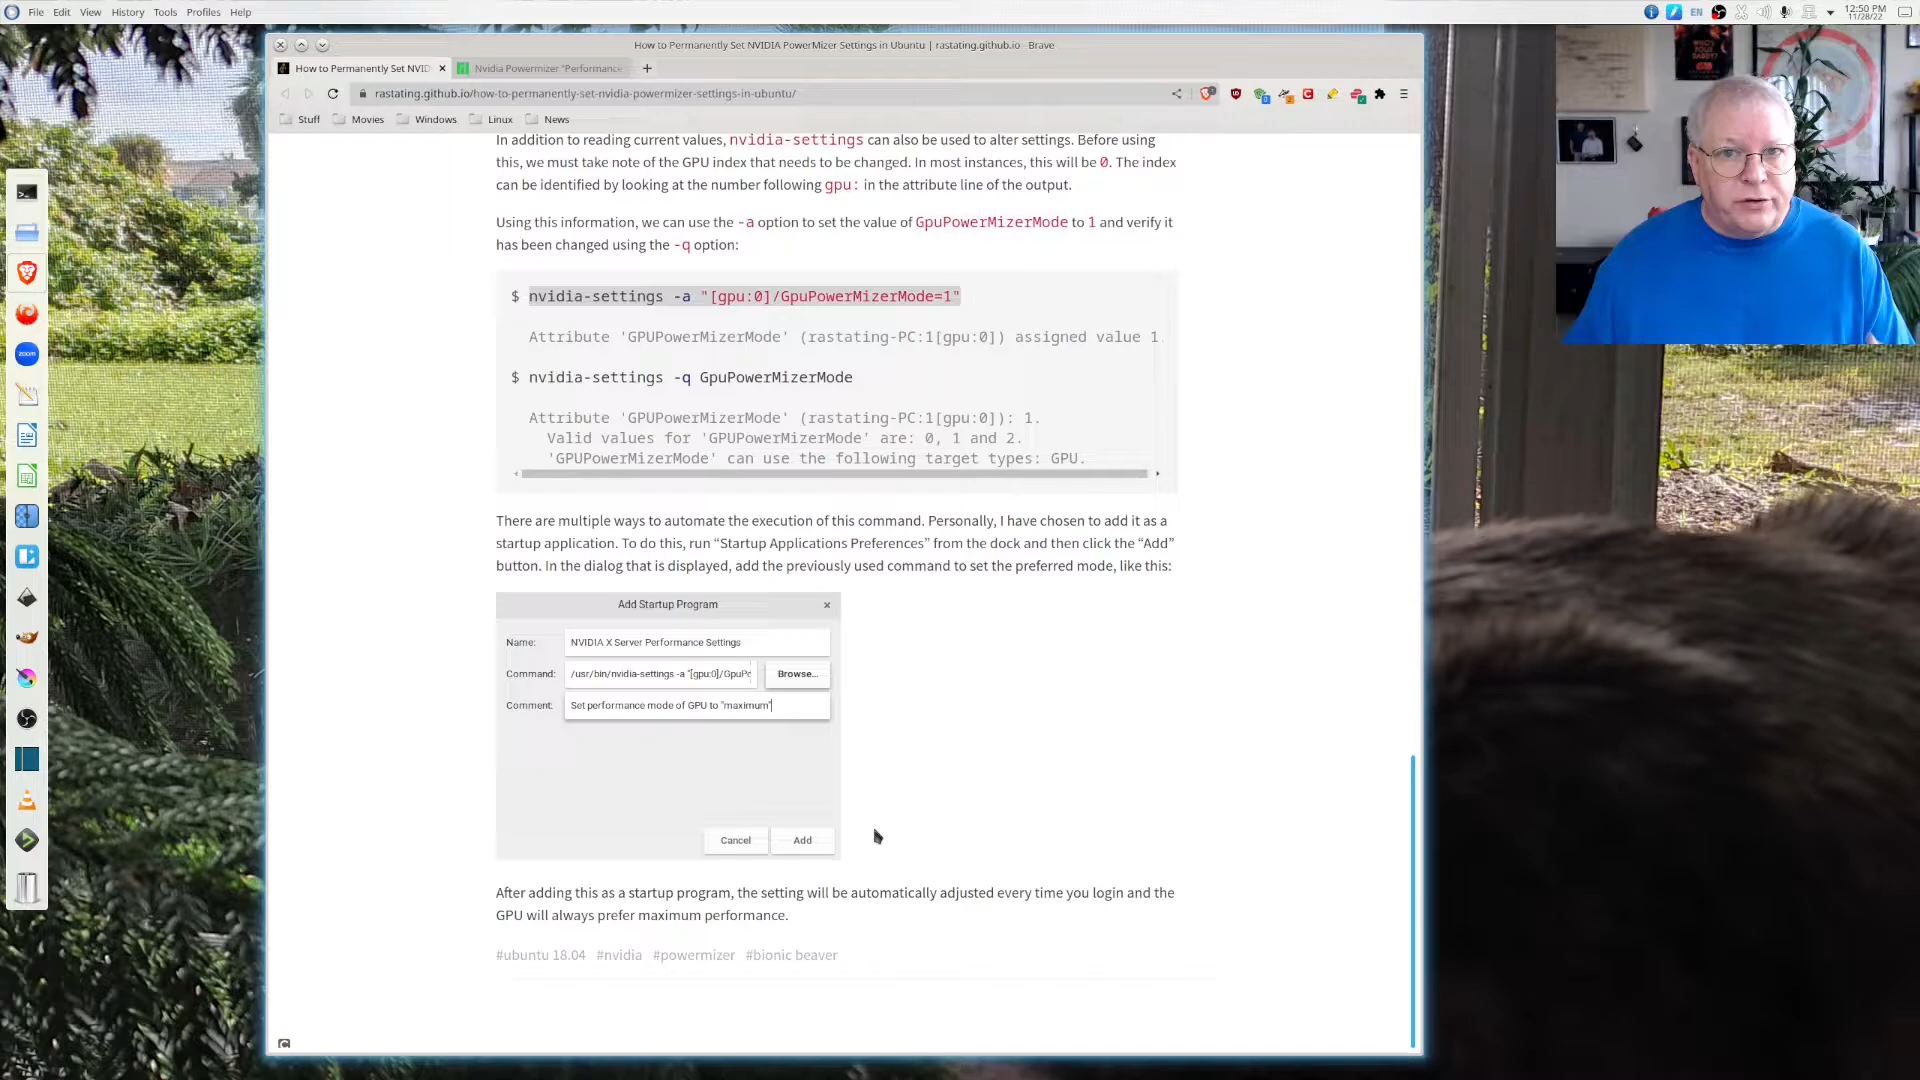 File Edit View History Tools Profiles Help
EN
12:50 PM
11/28/22
How to Permanently Set NVIDIA PowerMizer Settings in Ubuntu | rastating.github.io - Brave
How to Permanently Set NVID
Nvidia Powermizer "Performance
rastating.github.io/how-to-permanently-set-nvidia-powermizer-settings-in-ubuntu/
Stuff Movies Windows Linux News
In addition to reading current values, nvidia-settings can also be used to alter settings. Before using
this, we must take note of the GPU index that needs to be changed. In most instances, this will be 0. The index
can be identified by looking at the number following gpu: in the attribute line of the output.
Using this information, we can use the -a option to set the value of GpuPowerMizerMode to 1 and verify it
has been changed using the -q option:
$ nvidia-settings -a "[gpu:0]/GpuPowerMizerMode=1"
Attribute 'GPUPowerMizerMode' (rastating-PC:1[gpu:0]) assigned value 1.
$ nvidia-settings -q GpuPowerMizerMode
Attribute 'GPUPowerMizerMode' (rastating-PC:1[gpu:0]): 1.
Valid values for 'GPUPowerMizerMode' are: 0, 1 and 2.
'GPUPowerMizerMode' can use the following target types: GPU.
There are multiple ways to automate the execution of this command. Personally, I have chosen to add it as a
startup application. To do this, run “Startup Applications Preferences” from the dock and then click the “Add”
button. In the dialog that is displayed, add the previously used command to set the preferred mode, like this:
Add Startup Program
Name: NVIDIA X Server Performance Settings
Command: /usr/bin/nvidia-settings -a "[gpu:0]/GpuPo Browse...
Comment: Set performance mode of GPU to "maximum"
Cancel Add
After adding this as a startup program, the setting will be automatically adjusted every time you login and the
GPU will always prefer maximum performance.
#ubuntu 18.04 #nvidia #powermizer #bionic beaver
zoom